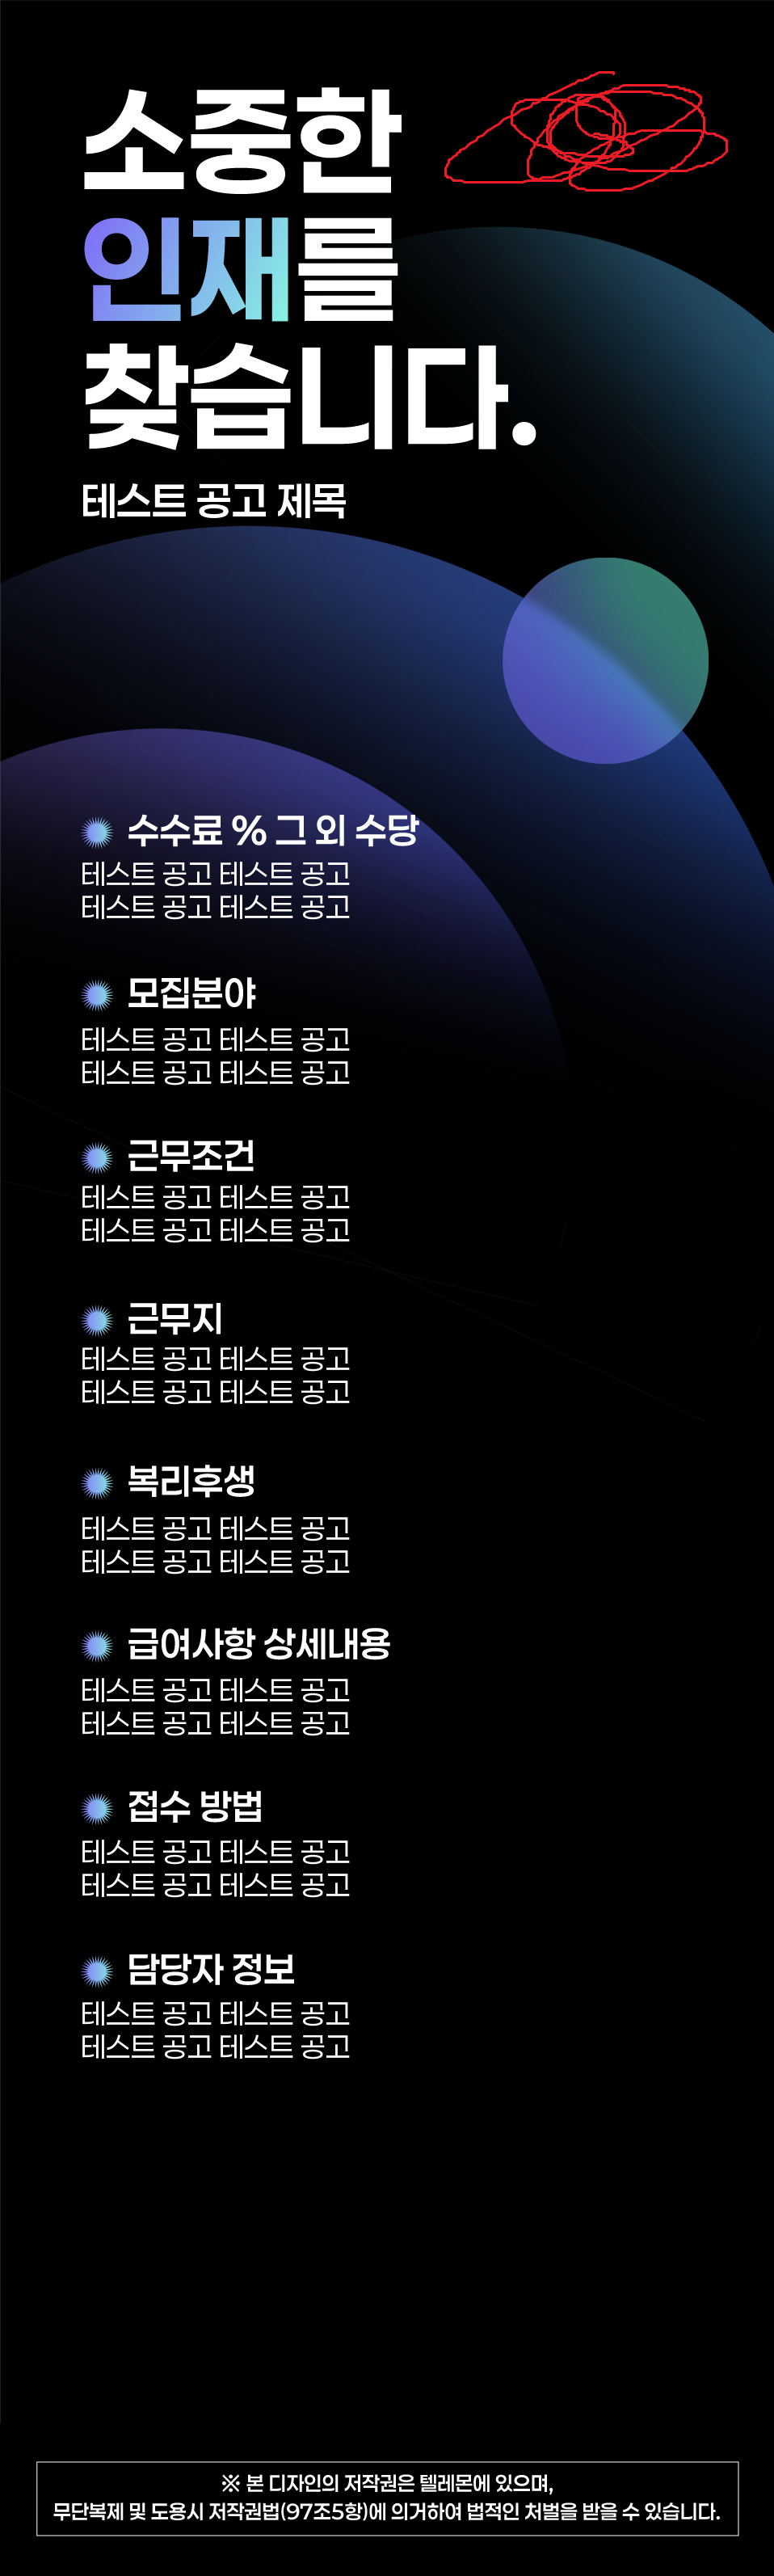 소중한
인재를
찾습니다.
테스트 공고 제목
수수료 % 그 외 수당
테스트 공고 테스트 공고
테스트 공고 테스트 공고
모집분야
테스트 공고 테스트 공고
테스트 공고 테스트 공고
근무조건
테스트 공고 테스트 공고
테스트 공고 테스트 공고
근무지
테스트 공고 테스트 공고
테스트 공고 테스트 공고
복리후생
테스트 공고 테스트 공고
테스트 공고 테스트 공고
급여사항 상세내용
테스트 공고 테스트 공고
테스트 공고 테스트 공고
접수 방법
테스트 공고 테스트 공고
테스트 공고 테스트 공고
담당자 정보
테스트 공고 테스트 공고
테스트 공고 테스트 공고
※ 본 디자인의 저작권은 텔레몬에 있으며,
무단복제 및 도용시 저작권법(97조5항)에 의거하여 법적인 처벌을 받을 수 있습니다.